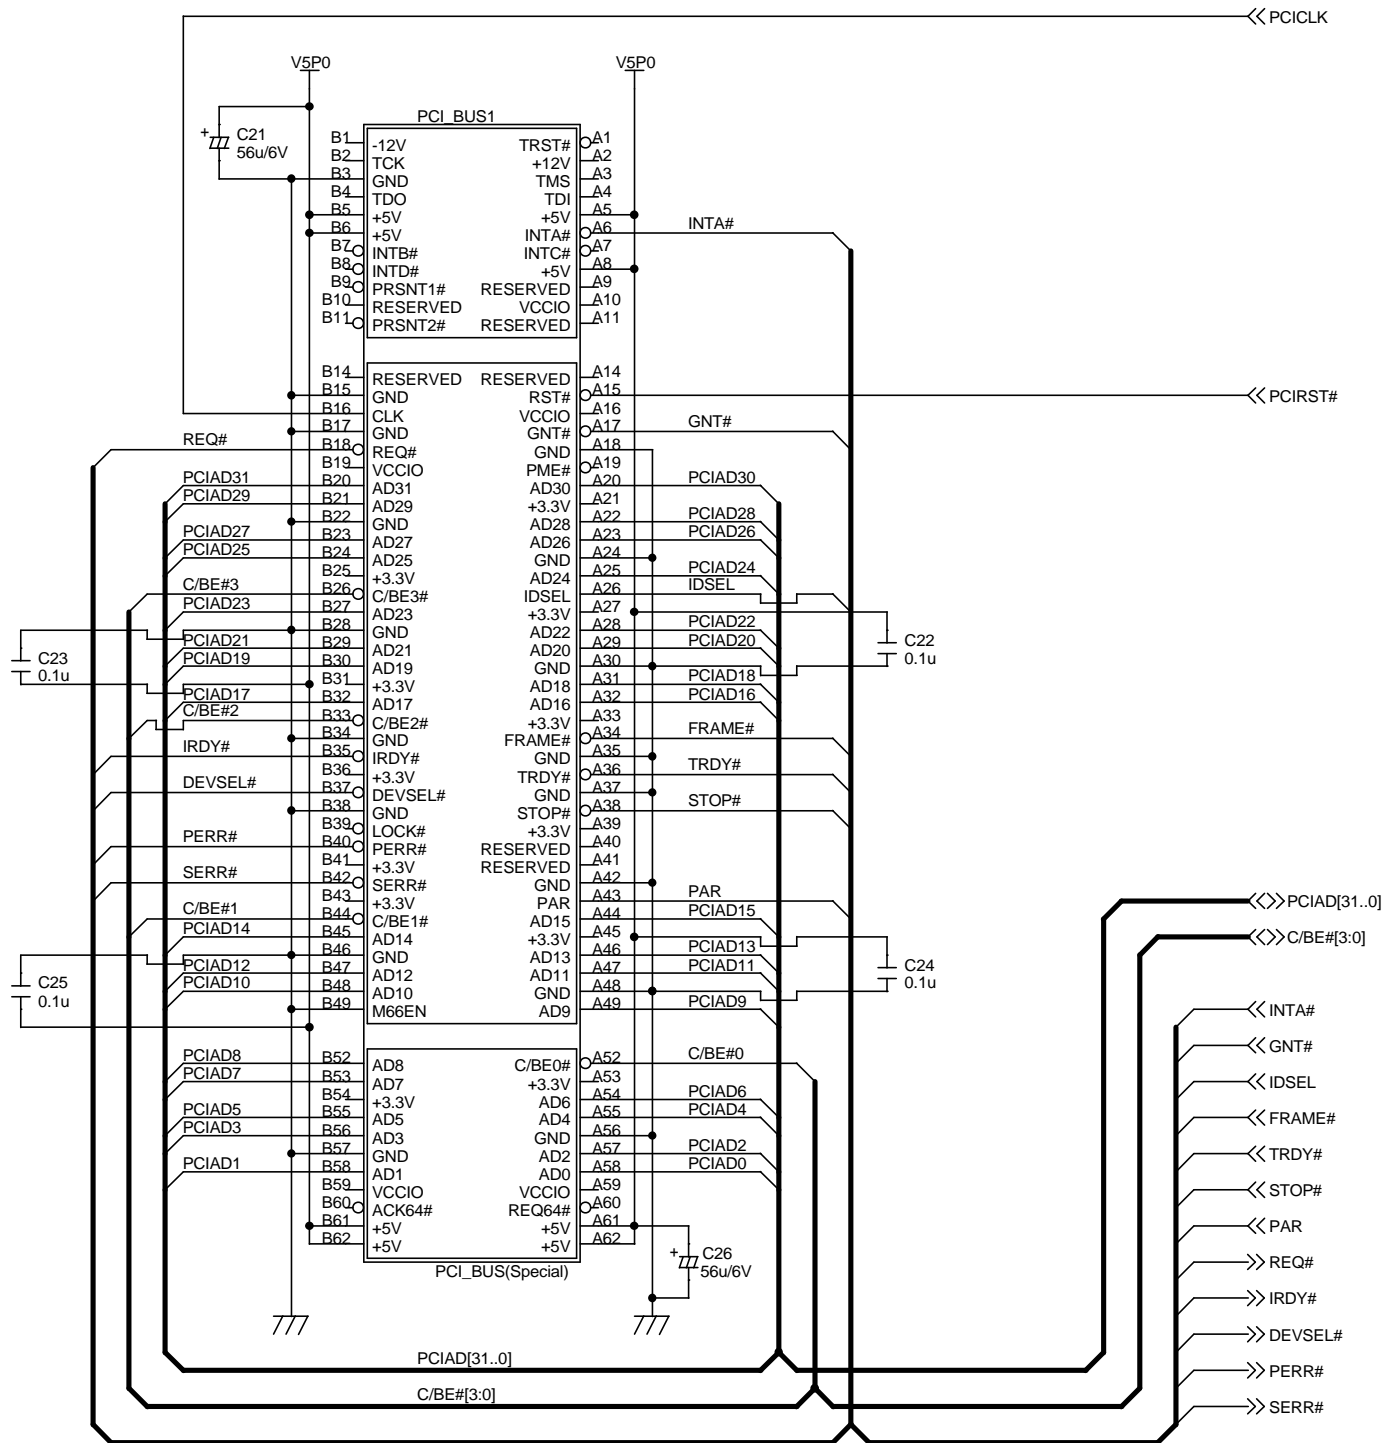 PCICLK
V5P0
V5P0
PCI_BUS1
C21
56u/6V
B1 -12V TRST# A1
B2 TCK +12V A2
B3 GND TMS A3
B4 TDO TDI A4
B5 +5V +5V A5
B6 +5V INTA# A6 INTA#
B7 INTB# INTC# A7
B8 INTD# +5V A8
B9 PRSNT1# RESERVED A9
B10 RESERVED VCCIO A10
B11 PRSNT2# RESERVED A11
B14 RESERVED RESERVED A14
B15 GND RST# A15 PCIRST#
B16 CLK VCCIO A16
B17 GND GNT# A17 GNT#
REQ# B18 REQ# GND A18
B19 VCCIO PME# A19
PCIAD31 B20 AD31 AD30 A20 PCIAD30
PCIAD29 B21 AD29 +3.3V A21
B22 GND AD28 A22 PCIAD28
PCIAD27 B23 AD27 AD26 A23 PCIAD26
PCIAD25 B24 AD25 GND A24
B25 +3.3V AD24 A25 PCIAD24
C/BE#3 B26 C/BE3# IDSEL A26 IDSEL
PCIAD23 B27 AD23 +3.3V A27
B28 GND AD22 A28 PCIAD22
PCIAD21 B29 AD21 AD20 A29 PCIAD20
PCIAD19 B30 AD19 GND A30
B31 +3.3V AD18 A31 PCIAD18
PCIAD17 B32 AD17 AD16 A32 PCIAD16
C/BE#2 B33 C/BE2# +3.3V A33
B34 GND FRAME# A34 FRAME#
IRDY# B35 IRDY# GND A35
B36 +3.3V TRDY# A36 TRDY#
DEVSEL# B37 DEVSEL# GND A37
B38 GND STOP# A38 STOP#
B39 LOCK# +3.3V A39
PERR# B40 PERR# RESERVED A40
B41 +3.3V RESERVED A41
SERR# B42 SERR# GND A42
B43 +3.3V PAR A43 PAR
C/BE#1 B44 C/BE1# AD15 A44 PCIAD15
PCIAD14 B45 AD14 +3.3V A45
B46 GND AD13 A46 PCIAD13
PCIAD12 B47 AD12 AD11 A47 PCIAD11
PCIAD10 B48 AD10 GND A48
B49 M66EN AD9 A49 PCIAD9
PCIAD8 B52 AD8 C/BE0# A52 C/BE#0
PCIAD7 B53 AD7 +3.3V A53
B54 +3.3V AD6 A54 PCIAD6
PCIAD5 B55 AD5 AD4 A55 PCIAD4
PCIAD3 B56 AD3 GND A56
B57 GND AD2 A57 PCIAD2
PCIAD1 B58 AD1 AD0 A58 PCIAD0
B59 VCCIO VCCIO A59
B60 ACK64# REQ64# A60
B61 +5V +5V A61
B62 +5V +5V A62
PCI_BUS(Special)
C23
0.1u
C25
0.1u
C22
0.1u
C24
0.1u
C26
56u/6V
PCIAD[31..0]
C/BE#[3:0]
PCIAD[31..0]
C/BE#[3:0]
INTA#
GNT#
IDSEL
FRAME#
TRDY#
STOP#
PAR
REQ#
IRDY#
DEVSEL#
PERR#
SERR#
+
+